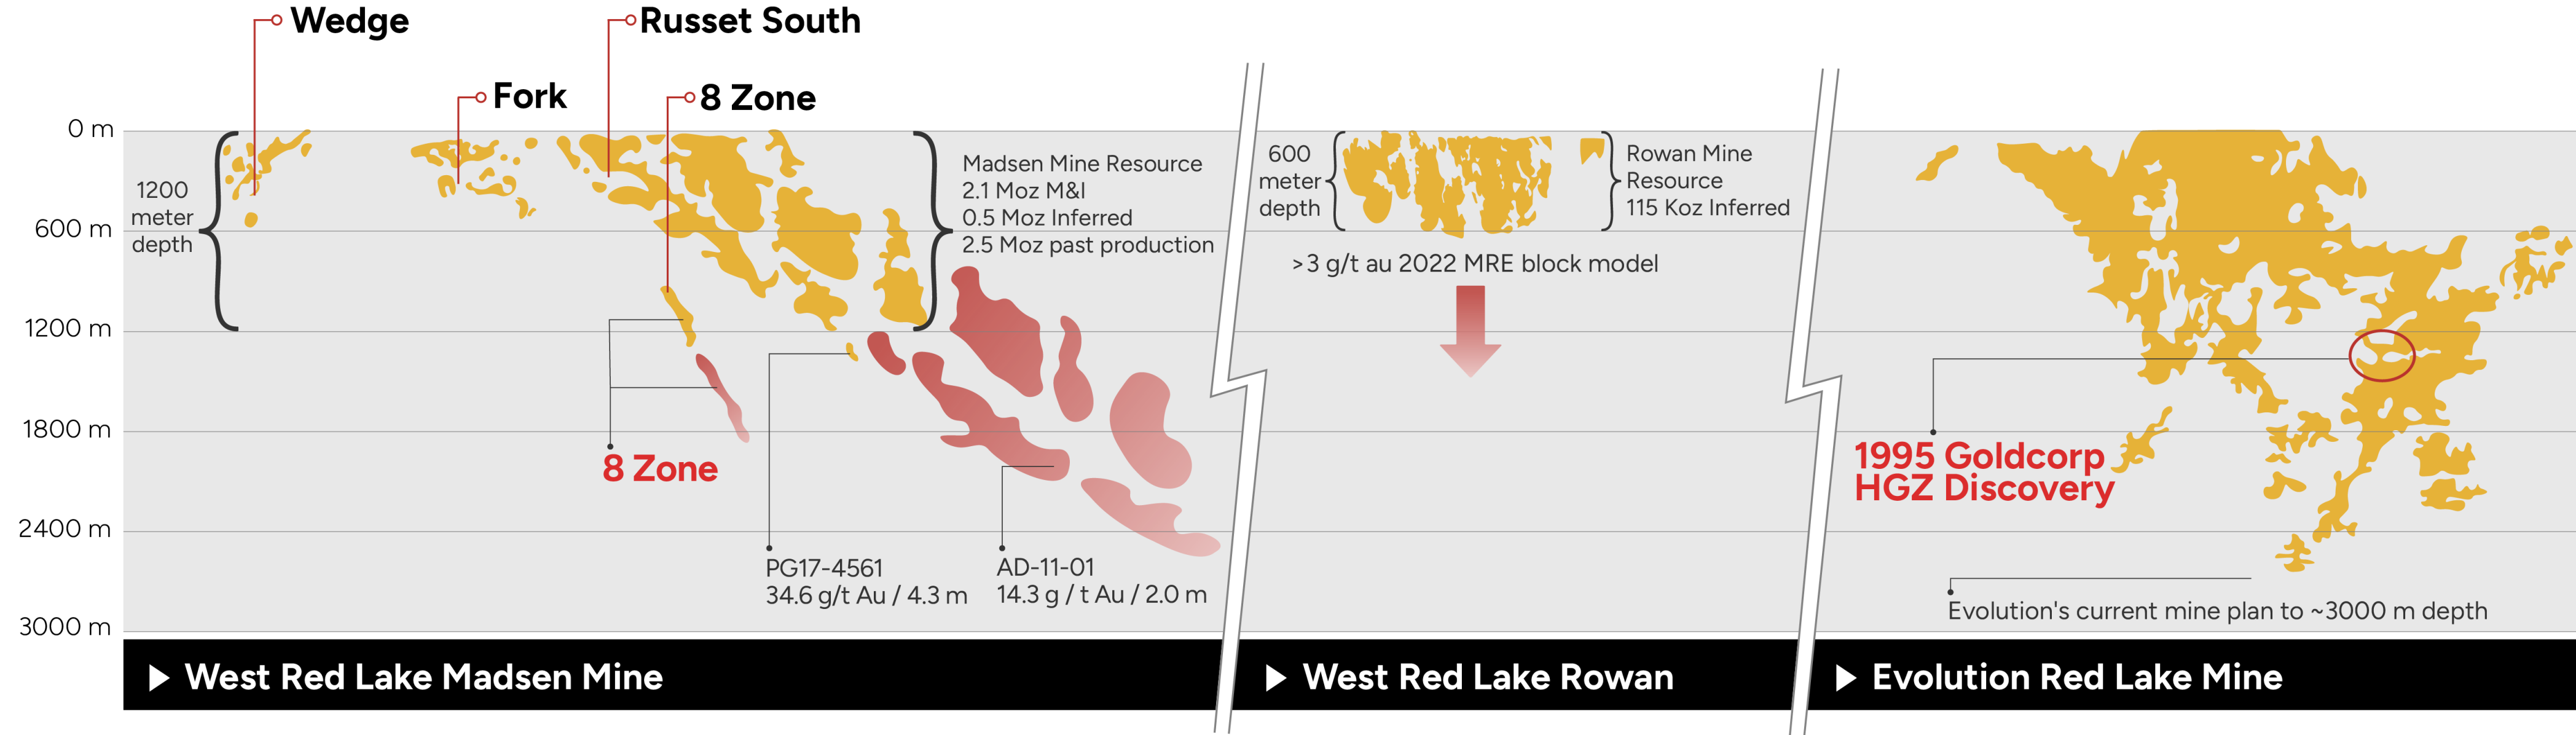 Wedge
Russet South
Fork
8 Zone
0 m
600 m
1200 m
1800 m
2400 m
3000 m
1200
meter
depth
Madsen Mine Resource
2.1 Moz M&I
0.5 Moz Inferred
2.5 Moz past production
8 Zone
PG17-4561
34.6 g/t Au / 4.3 m
AD-11-01
14.3 g / t Au / 2.0 m
600
meter
depth
Rowan Mine
Resource
115 Koz Inferred
>3 g/t au 2022 MRE block model
1995 Goldcorp
HGZ Discovery
Evolution's current mine plan to ~3000 m depth
West Red Lake Madsen Mine
West Red Lake Rowan
Evolution Red Lake Mine